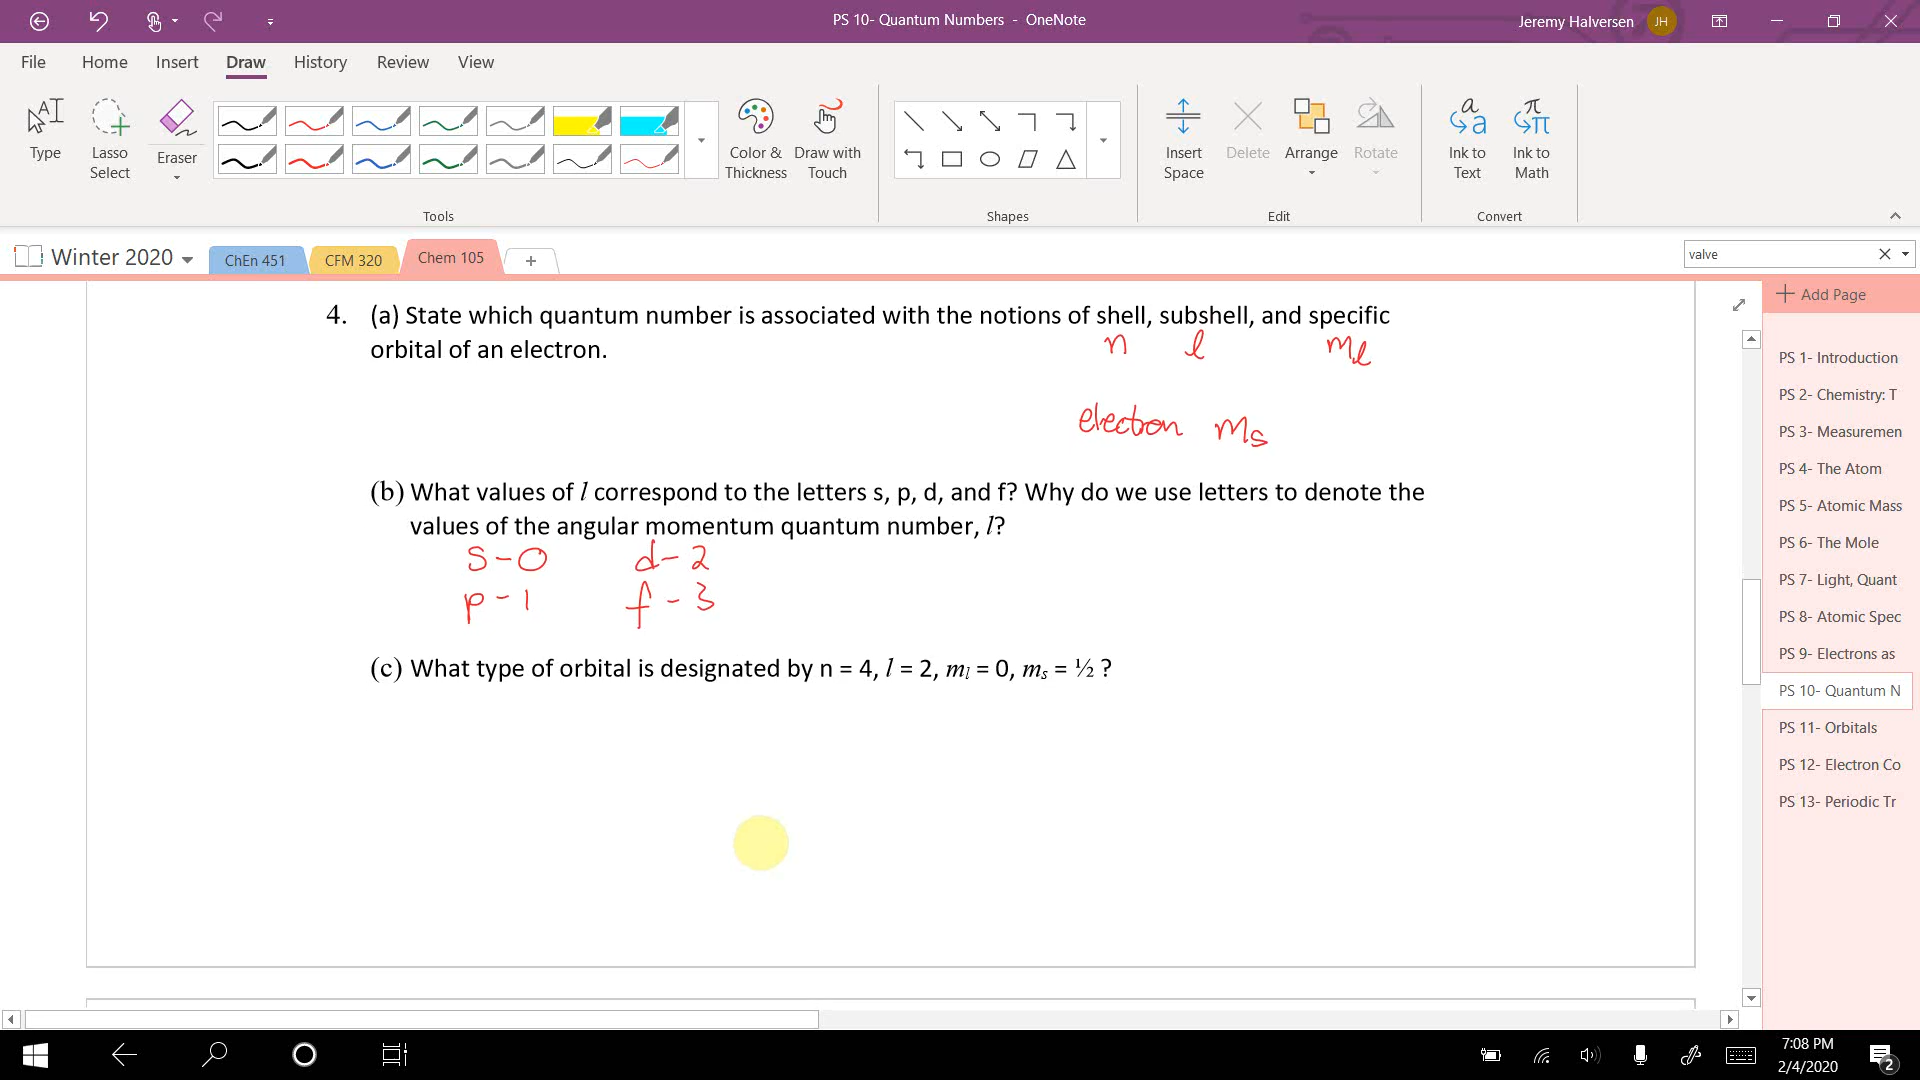 PS 10- Quantum Numbers - OneNote
Jeremy Halversen JH
File Home Insert Draw History Review View
Type
Lasso Select
Eraser
Color & Thickness
Draw with Touch
Insert Space
Delete
Arrange
Rotate
Ink to Text
Ink to Math
Tools
Shapes
Edit
Convert
Winter 2020
ChEn 451
CFM 320
Chem 105
valve
Add Page
4. (a) State which quantum number is associated with the notions of shell, subshell, and specific
orbital of an electron.
n l ml
electron ms
(b) What values of l correspond to the letters s, p, d, and f? Why do we use letters to denote the
values of the angular momentum quantum number, l?
s - 0 d - 2
p - 1 f - 3
(c) What type of orbital is designated by n = 4, l = 2, ml = 0, ms = ½ ?
PS 1- Introduction
PS 2- Chemistry: T
PS 3- Measuremen
PS 4- The Atom
PS 5- Atomic Mass
PS 6- The Mole
PS 7- Light, Quant
PS 8- Atomic Spec
PS 9- Electrons as
PS 10- Quantum N
PS 11- Orbitals
PS 12- Electron Co
PS 13- Periodic Tr
7:08 PM
2/4/2020
2